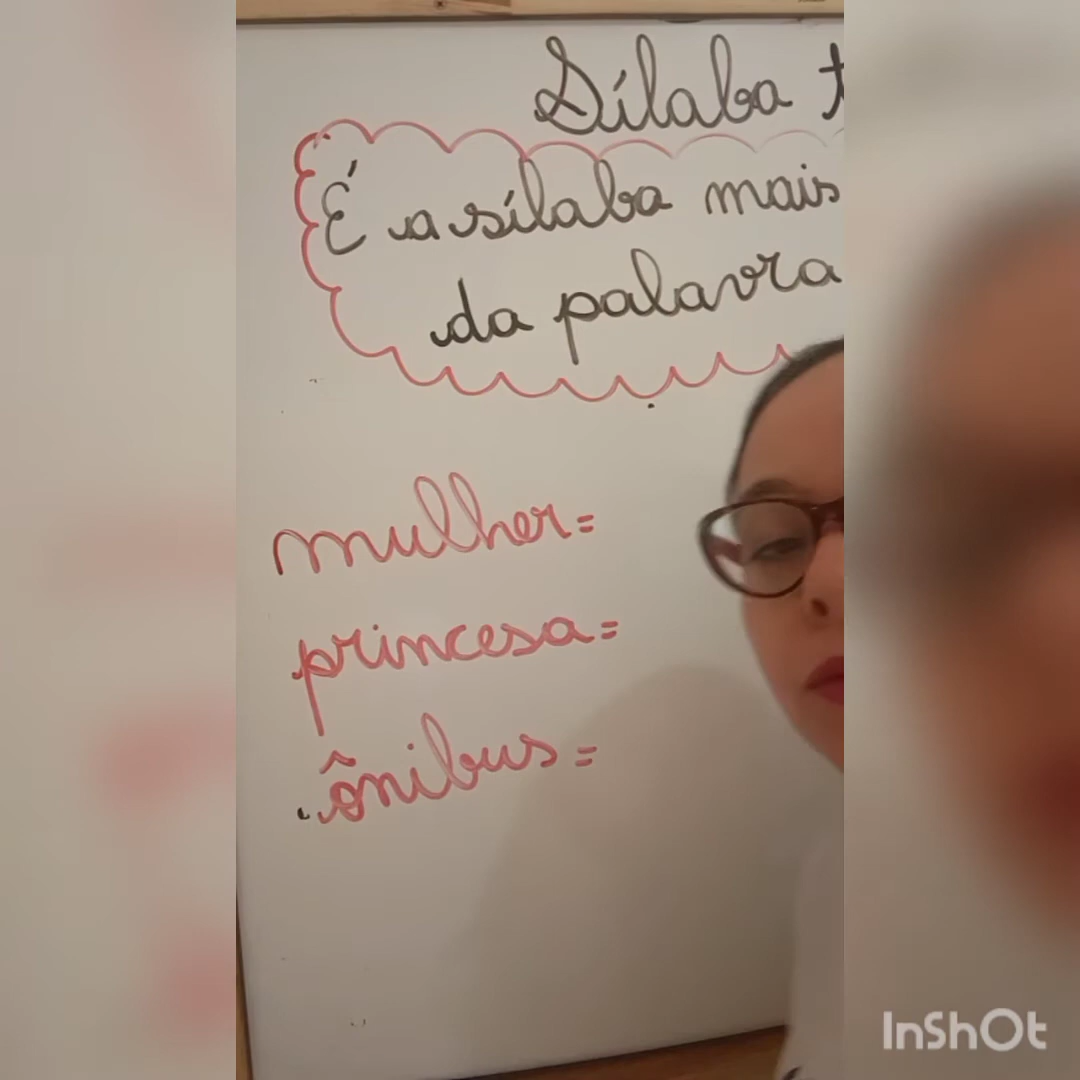 Sílaba t
É a sílaba mais
da palavra
mulher=
princesa=
ônibus=
InShOt